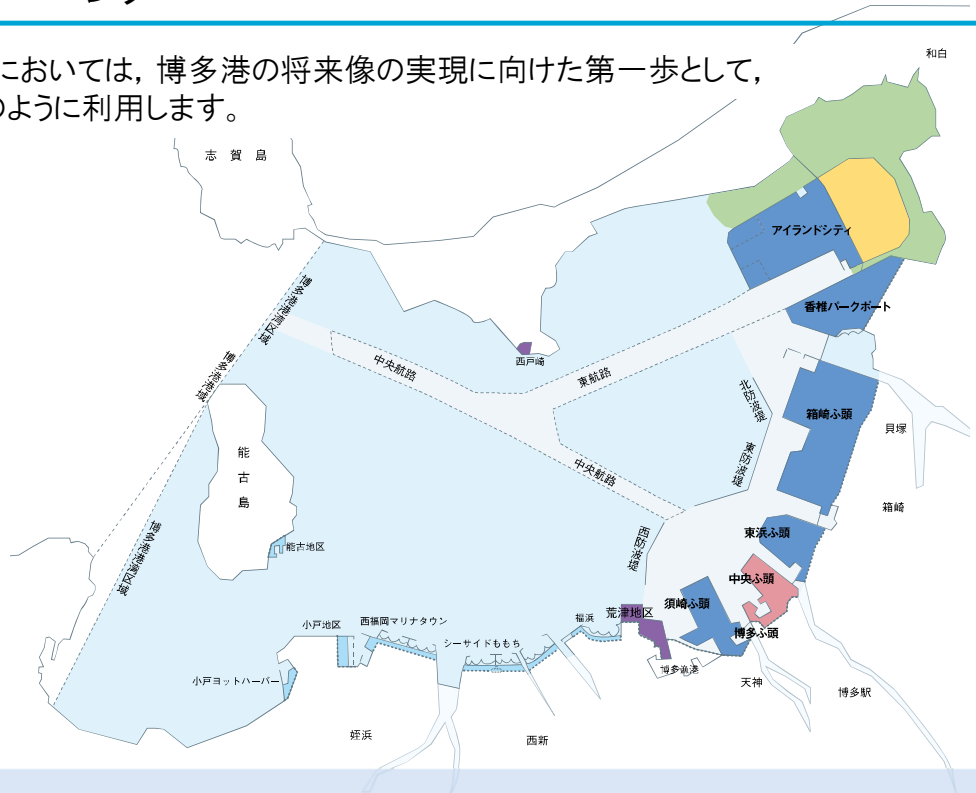 においては，博多港の将来像の実現に向けた第一歩として，
のように利用します。
和白
志賀島
アイランドシティ
香椎パークポート
博多港港湾区域
博多港港域
西戸崎
中央航路
東航路
北防波堤
箱崎ふ頭
貝塚
能古島
東防波堤
中央航路
箱崎
博多港港湾区域
西防波堤
東浜ふ頭
能古地区
中央ふ頭
須崎ふ頭
荒津地区
福浜
西福岡マリナタウン
小戸地区
シーサイドももち
博多ふ頭
博多漁港
小戸ヨットハーバー
天神
博多駅
姪浜
西新